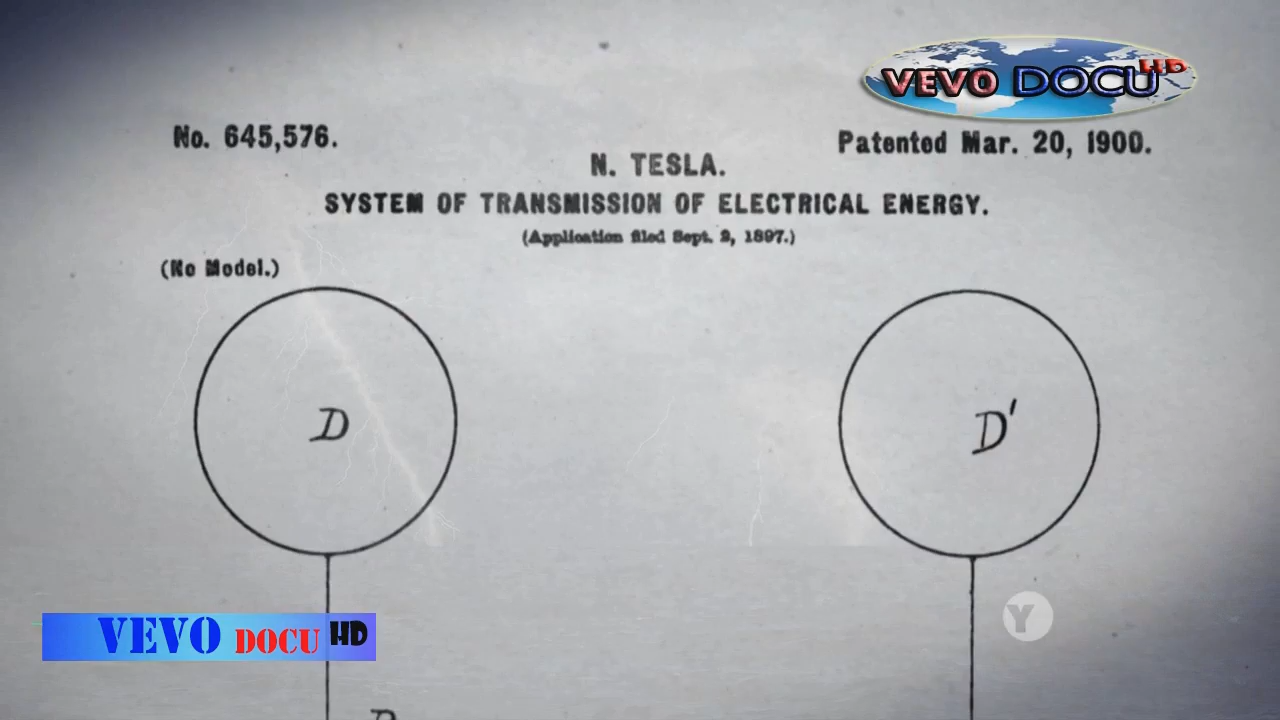 VEVO DOCU HD
No. 645,576.
Patented Mar. 20, 1900.
N. TESLA.
SYSTEM OF TRANSMISSION OF ELECTRICAL ENERGY.
(Application filed Sept. 2, 1897.)
(No Model.)
D
D'
Y
VEVO DOCU HD